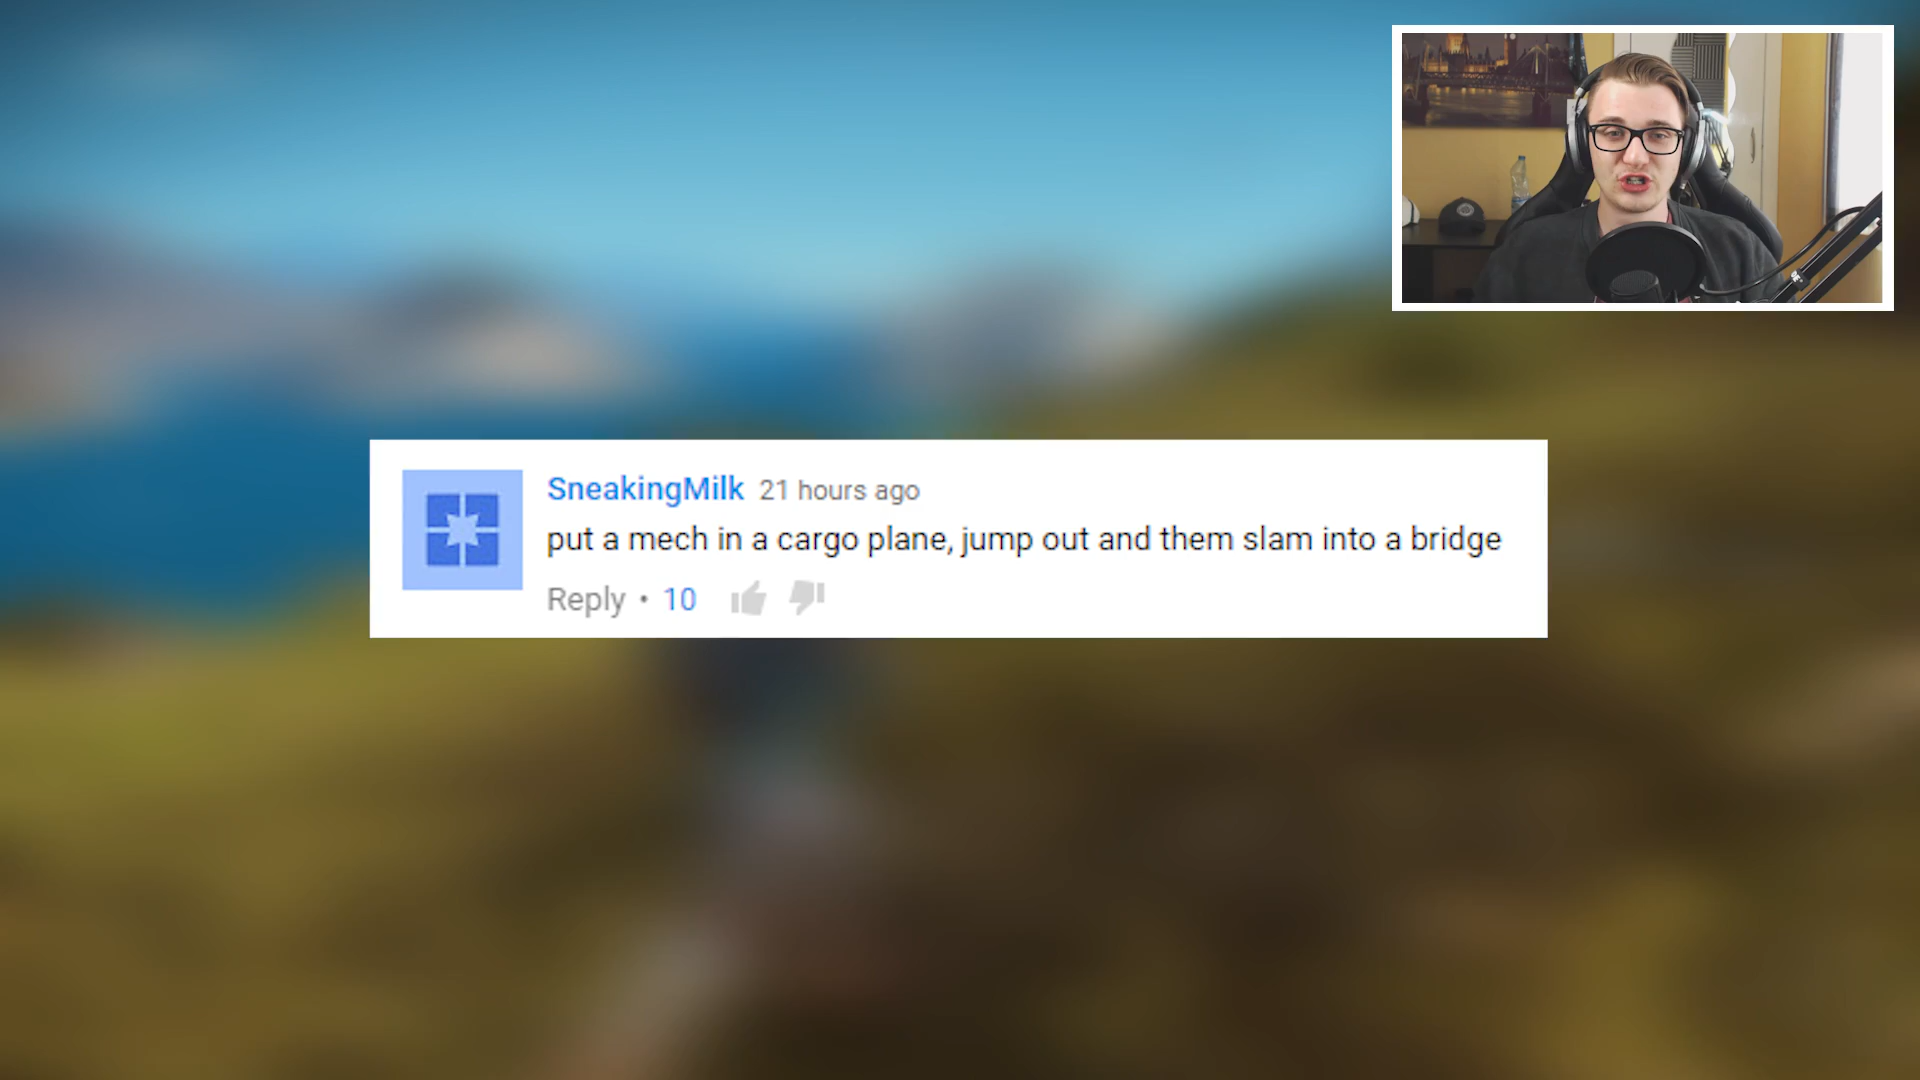 SneakingMilk 21 hours ago
put a mech in a cargo plane, jump out and them slam into a bridge
Reply • 10